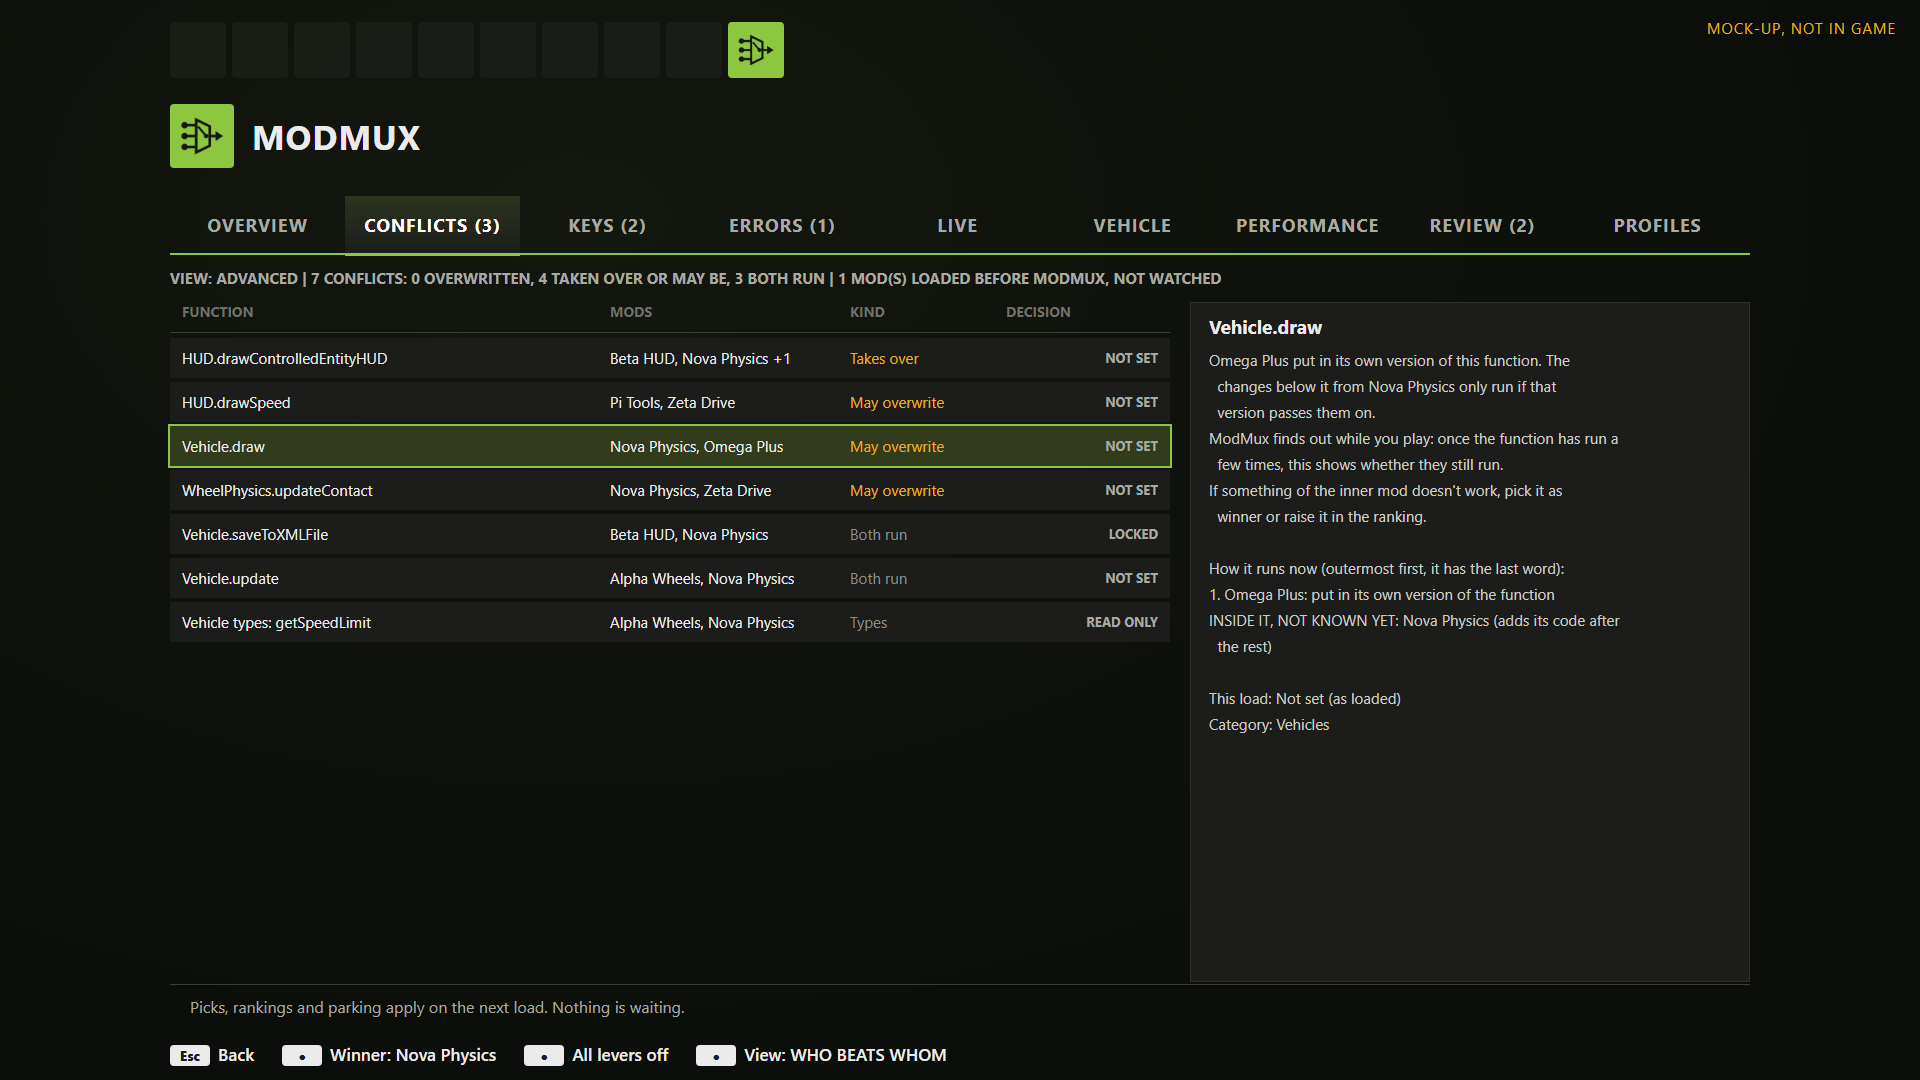 MOCK-UP, NOT IN GAME
MODMUX
OVERVIEW CONFLICTS (3) KEYS (2) ERRORS (1) LIVE VEHICLE PERFORMANCE REVIEW (2) PROFILES
VIEW: ADVANCED | 7 CONFLICTS: 0 OVERWRITTEN, 4 TAKEN OVER OR MAY BE, 3 BOTH RUN | 1 MOD(S) LOADED BEFORE MODMUX, NOT WATCHED
FUNCTION MODS KIND DECISION
HUD.drawControlledEntityHUD Beta HUD, Nova Physics +1 Takes over NOT SET
HUD.drawSpeed Pi Tools, Zeta Drive May overwrite NOT SET
Vehicle.draw Nova Physics, Omega Plus May overwrite NOT SET
WheelPhysics.updateContact Nova Physics, Zeta Drive May overwrite NOT SET
Vehicle.saveToXMLFile Beta HUD, Nova Physics Both run LOCKED
Vehicle.update Alpha Wheels, Nova Physics Both run NOT SET
Vehicle types: getSpeedLimit Alpha Wheels, Nova Physics Types READ ONLY
Vehicle.draw
Omega Plus put in its own version of this function. The
changes below it from Nova Physics only run if that
version passes them on.
ModMux finds out while you play: once the function has run a
few times, this shows whether they still run.
If something of the inner mod doesn't work, pick it as
winner or raise it in the ranking.
How it runs now (outermost first, it has the last word):
1. Omega Plus: put in its own version of the function
INSIDE IT, NOT KNOWN YET: Nova Physics (adds its code after
the rest)
This load: Not set (as loaded)
Category: Vehicles
Picks, rankings and parking apply on the next load. Nothing is waiting.
Esc Back Winner: Nova Physics All levers off View: WHO BEATS WHOM